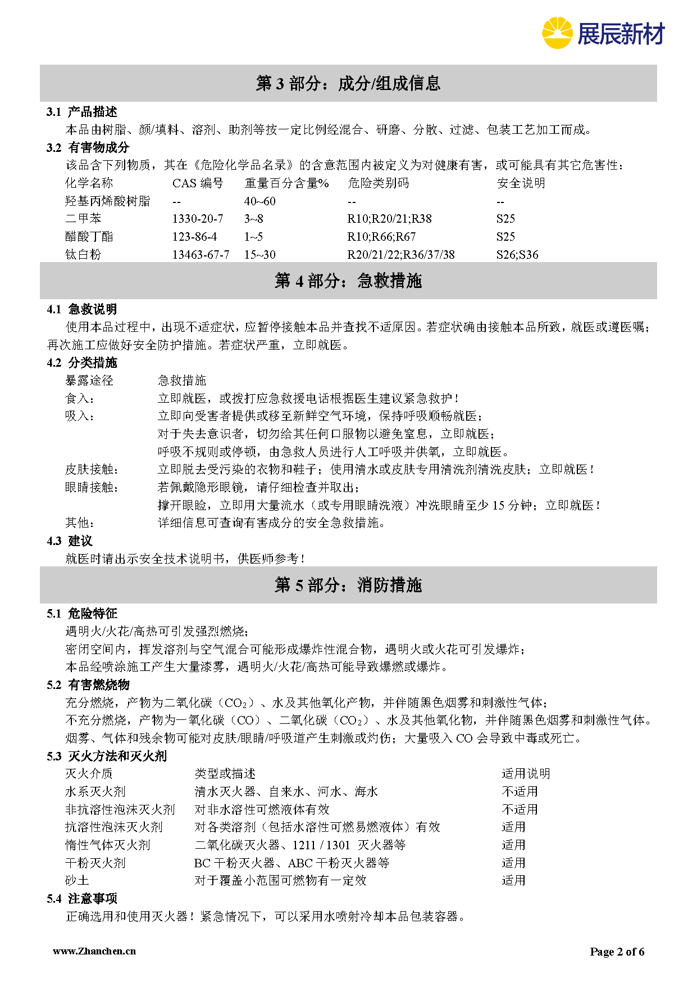 展辰新材
第 3 部分：成分/组成信息
3.1 产品描述
本品由树脂、颜/填料、溶剂、助剂等按一定比例经混合、研磨、分散、过滤、包装工艺加工而成。
3.2 有害物成分
该品含下列物质，其在《危险化学品名录》的含意范围内被定义为对健康有害，或可能具有其它危害性：
化学名称 CAS 编号 重量百分含量% 危险类别码 安全说明
羟基丙烯酸树脂 -- 40~60 -- --
二甲苯 1330-20-7 3~8 R10;R20/21;R38 S25
醋酸丁酯 123-86-4 1~5 R10;R66;R67 S25
钛白粉 13463-67-7 15~30 R20/21/22;R36/37/38 S26;S36
第 4 部分：急救措施
4.1 急救说明
使用本品过程中，出现不适症状，应暂停接触本品并查找不适原因。若症状确由接触本品所致，就医或遵医嘱；
再次施工应做好安全防护措施。若症状严重，立即就医。
4.2 分类措施
暴露途径 急救措施
食入： 立即就医，或拨打应急救援电话根据医生建议紧急救护！
吸入： 立即向受害者提供或移至新鲜空气环境，保持呼吸顺畅就医；
对于失去意识者，切勿给其任何口服物以避免窒息，立即就医；
呼吸不规则或停顿，由急救人员进行人工呼吸并供氧，立即就医。
皮肤接触： 立即脱去受污染的衣物和鞋子；使用清水或皮肤专用清洗剂清洗皮肤；立即就医！
眼睛接触： 若佩戴隐形眼镜，请仔细检查并取出；
撑开眼睑，立即用大量流水（或专用眼睛洗液）冲洗眼睛至少 15 分钟；立即就医！
其他： 详细信息可查询有害成分的安全急救措施。
4.3 建议
就医时请出示安全技术说明书，供医师参考！
第 5 部分：消防措施
5.1 危险特征
遇明火/火花/高热可引发强烈燃烧；
密闭空间内，挥发溶剂与空气混合可能形成爆炸性混合物，遇明火或火花可引发爆炸；
本品经喷涂施工产生大量漆雾，遇明火/火花/高热可能导致爆燃或爆炸。
5.2 有害燃烧物
充分燃烧，产物为二氧化碳（CO₂）、水及其他氧化产物，并伴随黑色烟雾和刺激性气体；
不充分燃烧，产物为一氧化碳（CO）、二氧化碳（CO₂）、水及其他氧化物，并伴随黑色烟雾和刺激性气体。
烟雾、气体和残余物可能对皮肤/眼睛/呼吸道产生刺激或灼伤；大量吸入 CO 会导致中毒或死亡。
5.3 灭火方法和灭火剂
灭火介质 类型或描述 适用说明
水系灭火剂 清水灭火器、自来水、河水、海水 不适用
非抗溶性泡沫灭火剂 对非水溶性可燃液体有效 不适用
抗溶性泡沫灭火剂 对各类溶剂（包括水溶性可燃易燃液体）有效 适用
惰性气体灭火剂 二氧化碳灭火器、1211 / 1301 灭火器等 适用
干粉灭火剂 BC 干粉灭火器、ABC 干粉灭火器等 适用
砂土 对于覆盖小范围可燃物有一定效 适用
5.4 注意事项
正确选用和使用灭火器！紧急情况下，可以采用水喷射冷却本品包装容器。
www.Zhanchen.cn Page 2 of 6